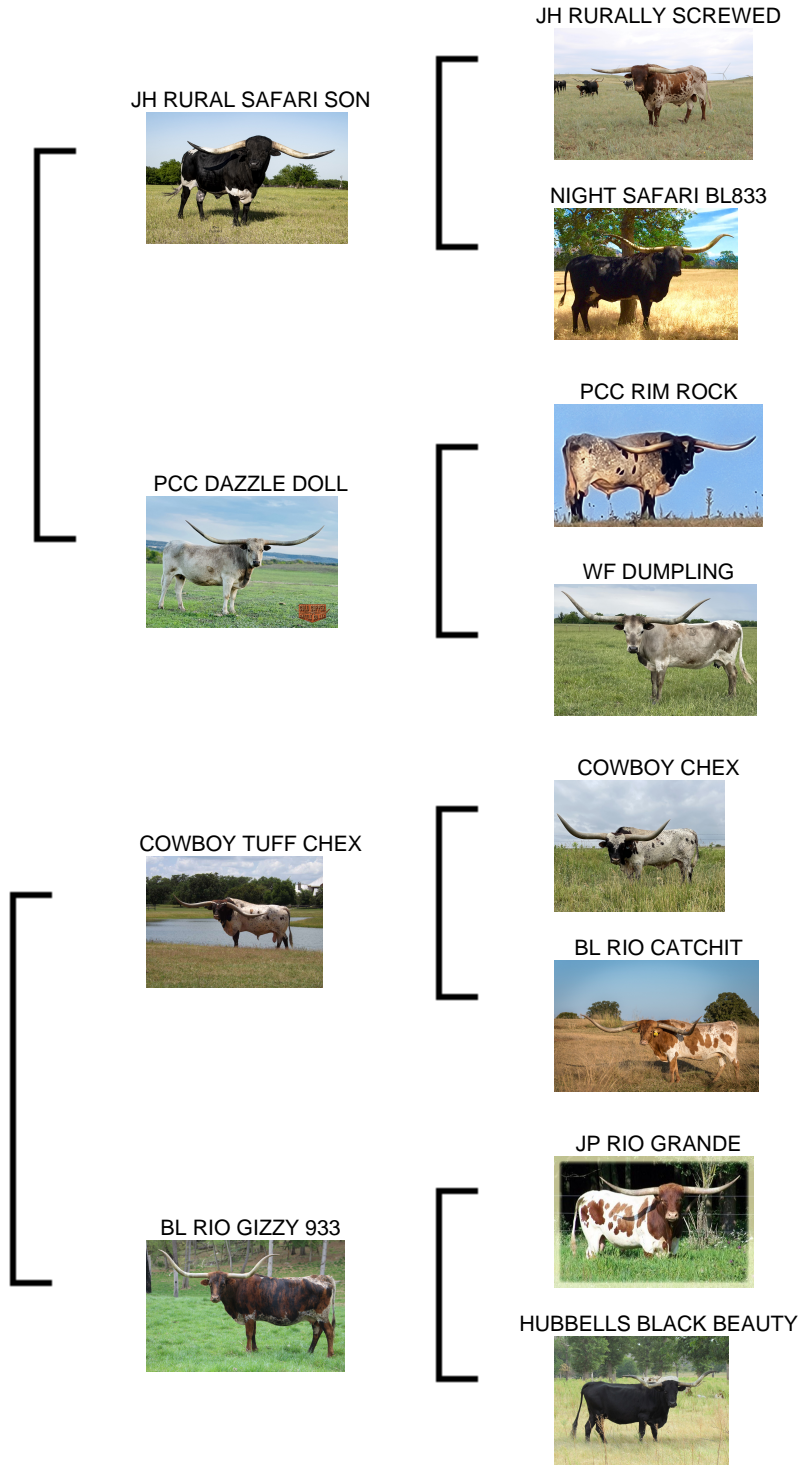 JH RURALLY SCREWED
JH RURAL SAFARI SON
NIGHT SAFARI BL833
PCC RIM ROCK
PCC DAZZLE DOLL
WF DUMPLING
COWBOY CHEX
COWBOY TUFF CHEX
BL RIO CATCHIT
JP RIO GRANDE
BL RIO GIZZY 933
HUBBELLS BLACK BEAUTY